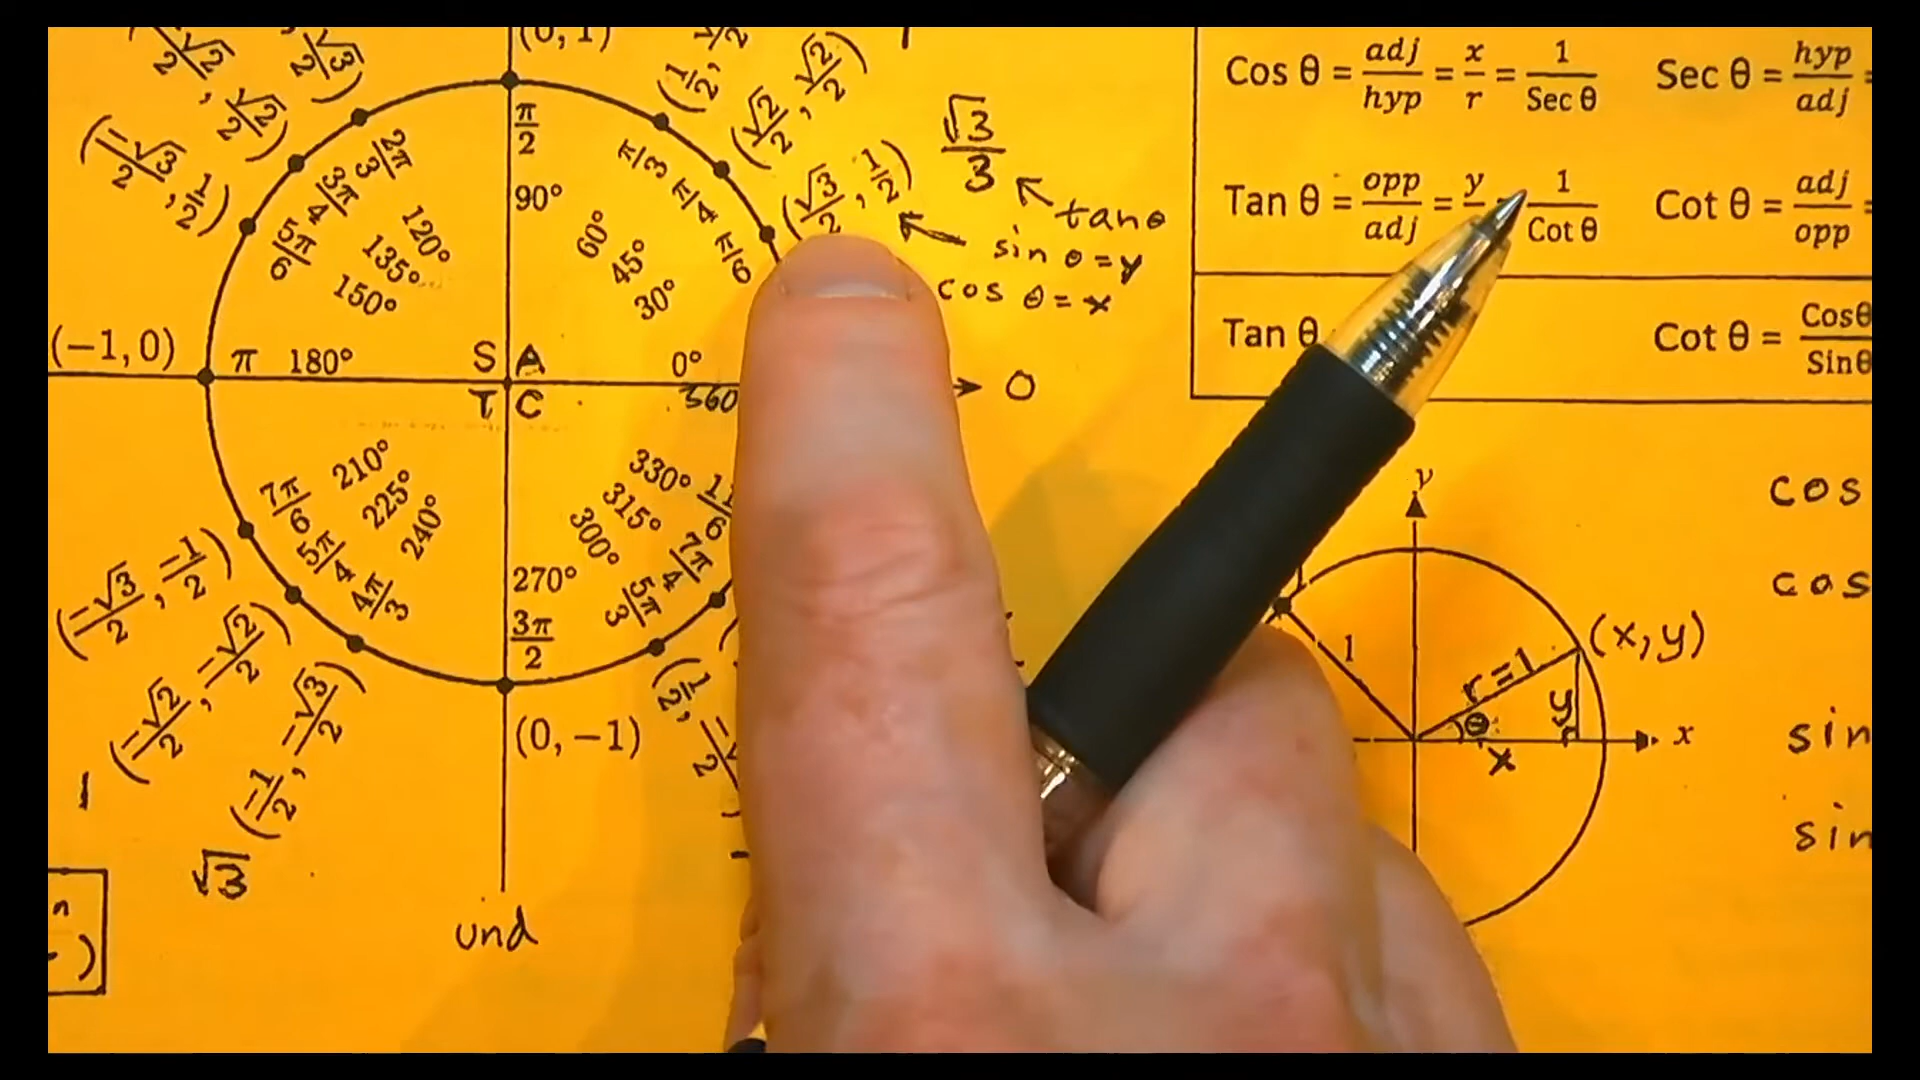 (0, 1)
(-√3/2, 1/2)
(√2/2, √2/2)
(√3/2, 1/2)
√3/3
tanθ
sin θ = y
cos θ = x
π/2
90°
π/3
π/4
π/6
60°
45°
30°
2π/3
3π/4
5π/6
120°
135°
150°
(−1, 0)
π 180°
S A
T C
0°
360
0
7π/6
5π/4
4π/3
210°
225°
240°
330°
315°
300°
7π/4
5π/3
270°
3π/2
(0, −1)
(-√3/2, -1/2)
(-√2/2, -√2/2)
(-1/2, -√3/2)
1
√3
und
n
Cos θ = adj/hyp = x/r = 1/Sec θ
Sec θ = hyp/adj =
Tan θ = opp/adj = y 1/Cot θ
Cot θ = adj/opp =
Tan θ
Cot θ = Cosθ/Sinθ
y
1
r = 1
(x, y)
θ
y
x
x
cos
cos
sin
sin